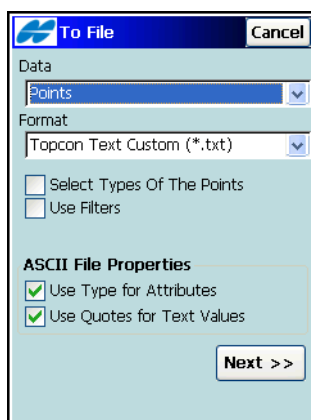 To File Cancel
Data
Points
Format
Topcon Text Custom (*.txt)
Select Types Of The Points
Use Filters
ASCII File Properties
Use Type for Attributes
Use Quotes for Text Values
Next >>